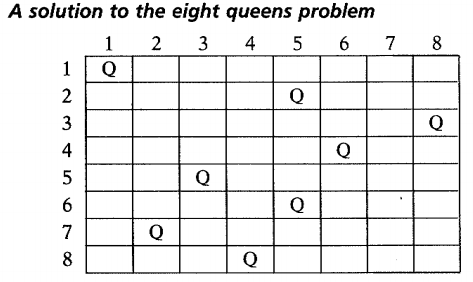 A solution to the eight queens problem
1 2 3 4 5 6 7 8
1 Q
2 Q
3 Q
4 Q
5 Q
6 Q
7 Q
8 Q